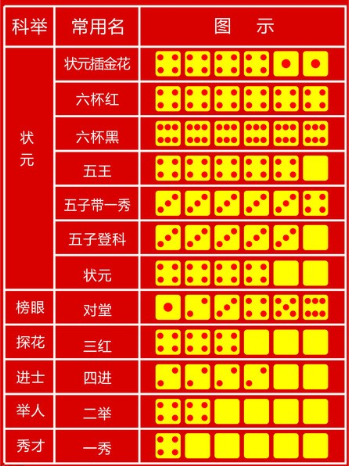 科举 常用名 图 示
状元插金花
六杯红
六杯黑
状元
五王
五子带一秀
五子登科
状元
榜眼 对堂
探花 三红
进士 四进
举人 二举
秀才 一秀